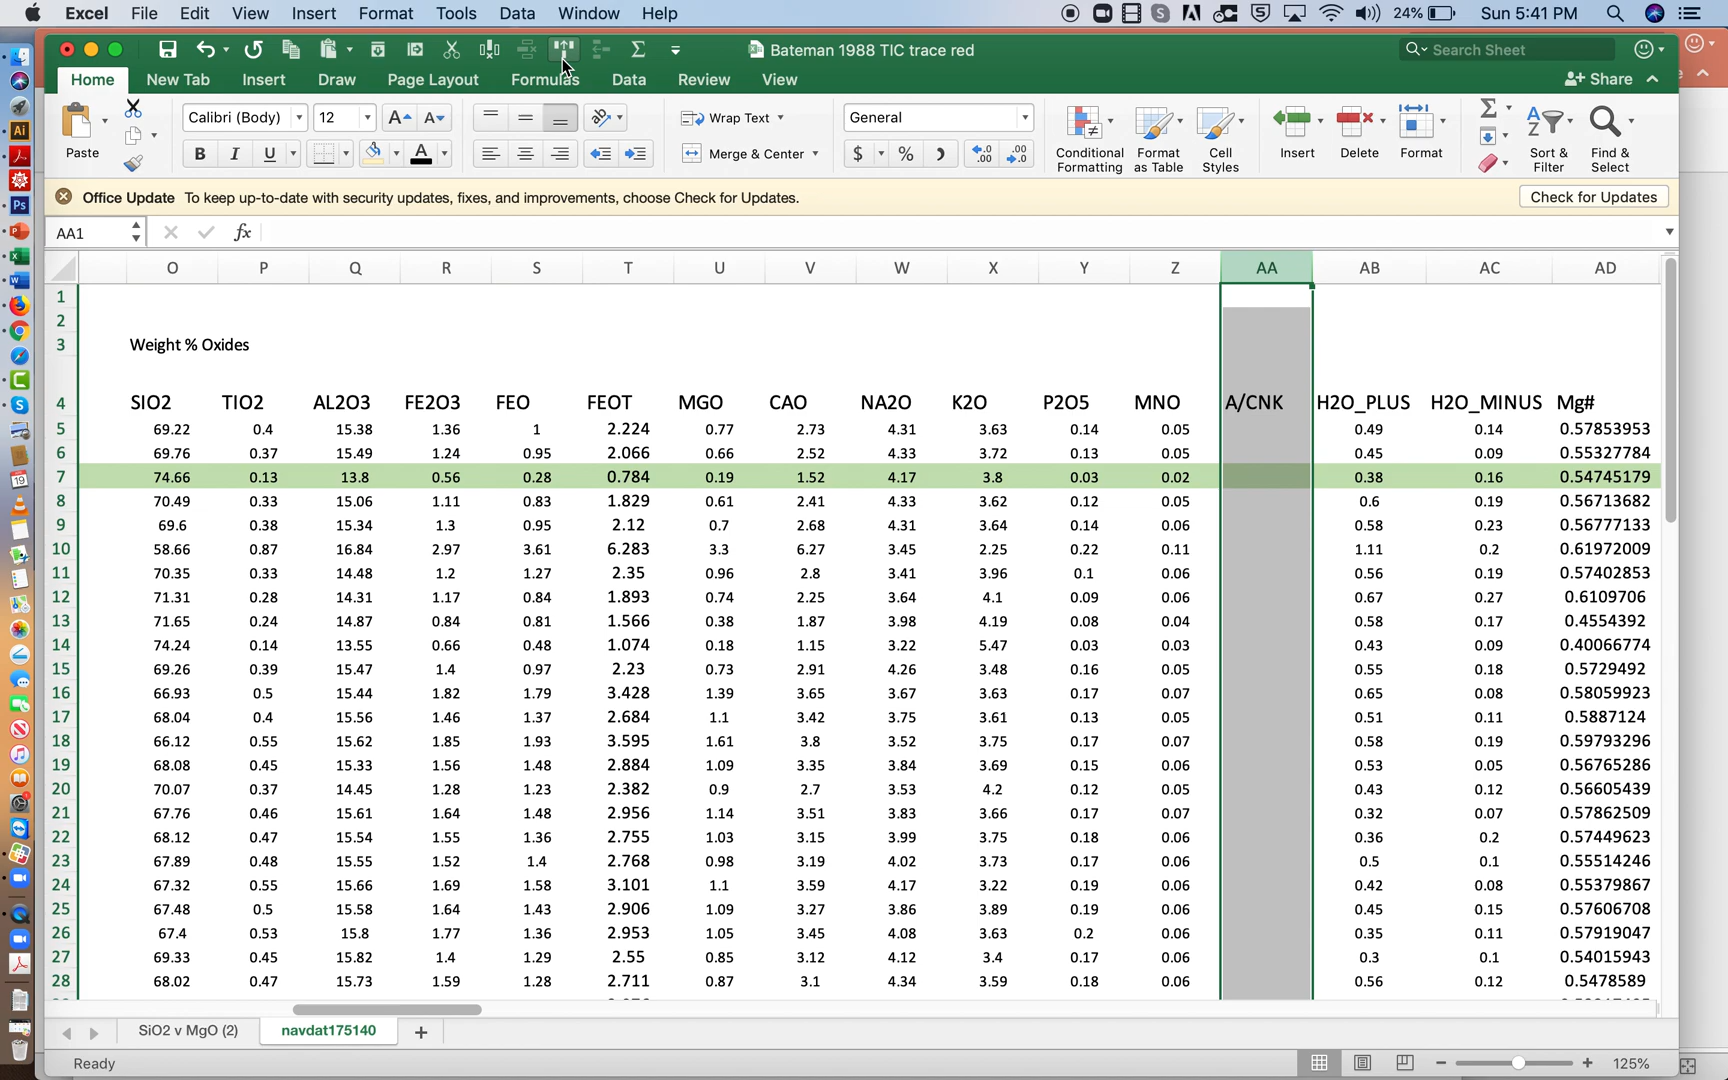 Excel File Edit View Insert Format Tools Data Window Help 24% Sun 5:41 PM
Bateman 1988 TIC trace red Search Sheet
Home New Tab Insert Draw Page Layout Formulas Data Review View Share
Paste Calibri (Body) 12 Wrap Text General Merge & Center Conditional Formatting Format as Table Cell Styles Insert Delete Format Sort & Filter Find & Select
Office Update To keep up-to-date with security updates, fixes, and improvements, choose Check for Updates. Check for Updates
AA1 fx
O P Q R S T U V W X Y Z AA AB AC AD
1
2
3 Weight % Oxides
4 SIO2 TIO2 AL2O3 FE2O3 FEO FEOT MGO CAO NA2O K2O P2O5 MNO A/CNK H2O_PLUS H2O_MINUS Mg#
5 69.22 0.4 15.38 1.36 1 2.224 0.77 2.73 4.31 3.63 0.14 0.05 0.49 0.14 0.57853953
6 69.76 0.37 15.49 1.24 0.95 2.066 0.66 2.52 4.33 3.72 0.13 0.05 0.45 0.09 0.55327784
7 74.66 0.13 13.8 0.56 0.28 0.784 0.19 1.52 4.17 3.8 0.03 0.02 0.38 0.16 0.54745179
8 70.49 0.33 15.06 1.11 0.83 1.829 0.61 2.41 4.33 3.62 0.12 0.05 0.6 0.19 0.56713682
9 69.6 0.38 15.34 1.3 0.95 2.12 0.7 2.68 4.31 3.64 0.14 0.06 0.58 0.23 0.56777133
10 58.66 0.87 16.84 2.97 3.61 6.283 3.3 6.27 3.45 2.25 0.22 0.11 1.11 0.2 0.61972009
11 70.35 0.33 14.48 1.2 1.27 2.35 0.96 2.8 3.41 3.96 0.1 0.06 0.56 0.19 0.57402853
12 71.31 0.28 14.31 1.17 0.84 1.893 0.74 2.25 3.64 4.1 0.09 0.06 0.67 0.27 0.6109706
13 71.65 0.24 14.87 0.84 0.81 1.566 0.38 1.87 3.98 4.19 0.08 0.04 0.58 0.17 0.4554392
14 74.24 0.14 13.55 0.66 0.48 1.074 0.18 1.15 3.22 5.47 0.03 0.03 0.43 0.09 0.40066774
15 69.26 0.39 15.47 1.4 0.97 2.23 0.73 2.91 4.26 3.48 0.16 0.05 0.55 0.18 0.5729492
16 66.93 0.5 15.44 1.82 1.79 3.428 1.39 3.65 3.67 3.63 0.17 0.07 0.65 0.08 0.58059923
17 68.04 0.4 15.56 1.46 1.37 2.684 1.1 3.42 3.75 3.61 0.13 0.05 0.51 0.11 0.5887124
18 66.12 0.55 15.62 1.85 1.93 3.595 1.61 3.8 3.52 3.75 0.17 0.07 0.58 0.19 0.59793296
19 68.08 0.45 15.33 1.56 1.48 2.884 1.09 3.35 3.84 3.69 0.15 0.06 0.53 0.05 0.56765286
20 70.07 0.37 14.45 1.28 1.23 2.382 0.9 2.7 3.53 4.2 0.12 0.05 0.43 0.12 0.56605439
21 67.76 0.46 15.61 1.64 1.48 2.956 1.14 3.51 3.83 3.66 0.17 0.07 0.32 0.07 0.57862509
22 68.12 0.47 15.54 1.55 1.36 2.755 1.03 3.15 3.99 3.75 0.18 0.06 0.36 0.2 0.57449623
23 67.89 0.48 15.55 1.52 1.4 2.768 0.98 3.19 4.02 3.73 0.17 0.06 0.5 0.1 0.55514246
24 67.32 0.55 15.66 1.69 1.58 3.101 1.1 3.59 4.17 3.22 0.19 0.06 0.42 0.08 0.55379867
25 67.48 0.5 15.58 1.64 1.43 2.906 1.09 3.27 3.86 3.89 0.19 0.06 0.45 0.15 0.57606708
26 67.4 0.53 15.8 1.77 1.36 2.953 1.05 3.45 4.08 3.63 0.2 0.06 0.35 0.11 0.57919047
27 69.33 0.45 15.82 1.4 1.29 2.55 0.85 3.12 4.12 3.4 0.17 0.06 0.3 0.1 0.54015943
28 68.02 0.47 15.73 1.59 1.28 2.711 0.87 3.1 4.34 3.59 0.18 0.06 0.56 0.12 0.5478589
SiO2 v MgO (2) navdat175140
Ready 125%